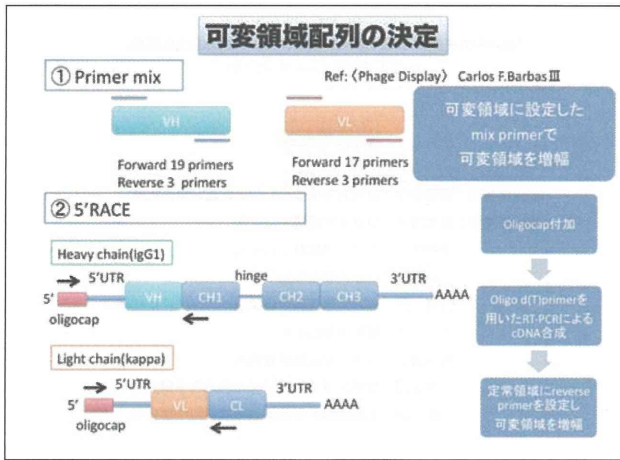 可変領域配列の決定
① Primer mix
Ref:〈Phage Display〉 Carlos F.BarbasⅢ
VH
VL
Forward 19 primers
Reverse 3 primers
Forward 17 primers
Reverse 3 primers
可変領域に設定した
mix primerで
可変領域を増幅
② 5'RACE
Heavy chain(IgG1)
5'UTR
hinge
3'UTR
5'
VH
CH1
CH2
CH3
AAAA
oligocap
Light chain(kappa)
5'UTR
3'UTR
5'
VL
CL
AAAA
oligocap
Oligocap付加
Oligo d(T)primerを
用いたRT-PCRによる
cDNA合成
定常領域にreverse
primerを設定し
可変領域を増幅